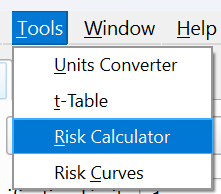 Tools Window Help
Units Converter
t-Table
Risk Calculator
Risk Curves